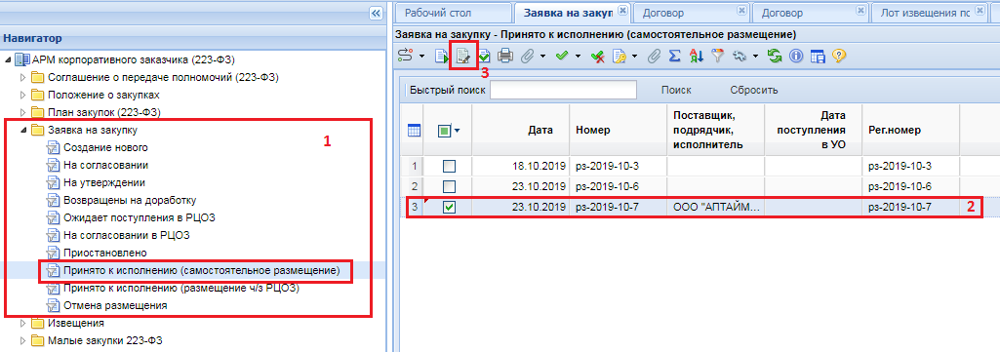 Навигатор
АРМ корпоративного заказчика (223-ФЗ)
Соглашение о передаче полномочий (223-ФЗ)
Положение о закупках
План закупок (223-ФЗ)
Заявка на закупку
1
Создание нового
На согласовании
На утверждении
Возвращены на доработку
Ожидает поступления в РЦОЗ
На согласовании в РЦОЗ
Приостановлено
Принято к исполнению (самостоятельное размещение)
Принято к исполнению (размещение ч/з РЦОЗ)
Отмена размещения
Извещения
Малые закупки 223-ФЗ
Рабочий стол
Заявка на закуп
Договор
Договор
Лот извещения по
Заявка на закупку - Принято к исполнению (самостоятельное размещение)
3
Быстрый поиск
Поиск
Сбросить
Дата
Номер
Поставщик, подрядчик, исполнитель
Дата поступления в УО
Рег.номер
1 18.10.2019 ps-2019-10-3 ps-2019-10-3
2 23.10.2019 ps-2019-10-6 ps-2019-10-6
3 23.10.2019 ps-2019-10-7 ООО "АПТАЙМ... ps-2019-10-7 2